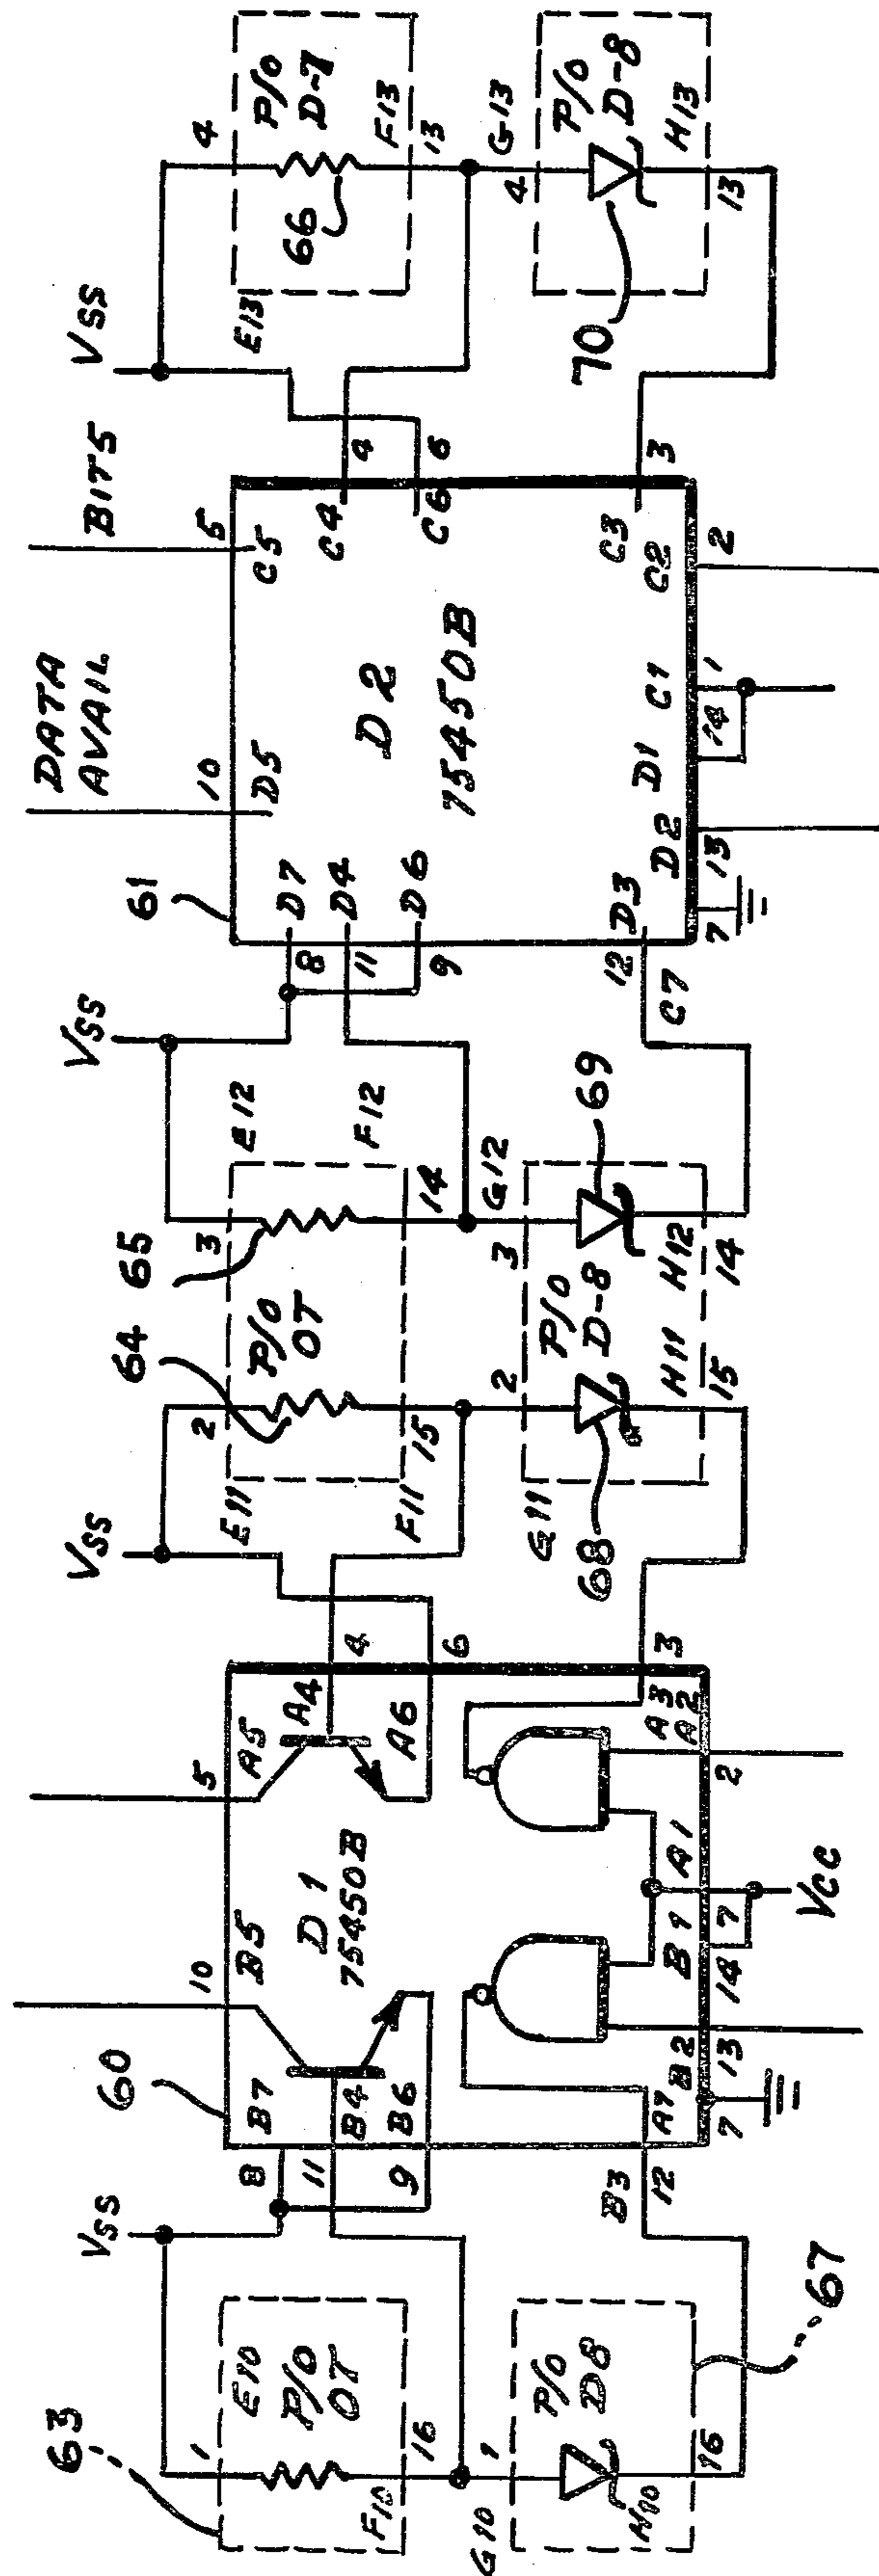 63
Vss
1
E10
P/O
OT
F10
16
G10
1
P/O
D8
H10
16
67
60
10
B5
B7
8
B4
11
B6
9
D1
75450B
5
A5
A4
4
A6
6
B3
12
A7
B2
B1
A1
A3
A2
3
7
13
14
7
2
Vcc
Vss
Vss
64
65
2
3
E11
P/O
OT
E12
F11
15
14
F12
G11
2
3
G12
P/O
D-8
68
69
H11
15
H12
14
61
DATA
AVAIL
10
D5
BITS
5
C5
D7
8
D4
11
D6
9
D2
75450B
C4
4
C6
6
D3
12
C7
C3
3
D2
D1
C1
C2
7
13
14
1
2
Vss
4
P/O
D-7
66
E13
F13
13
G13
4
P/O
D-8
70
H13
13